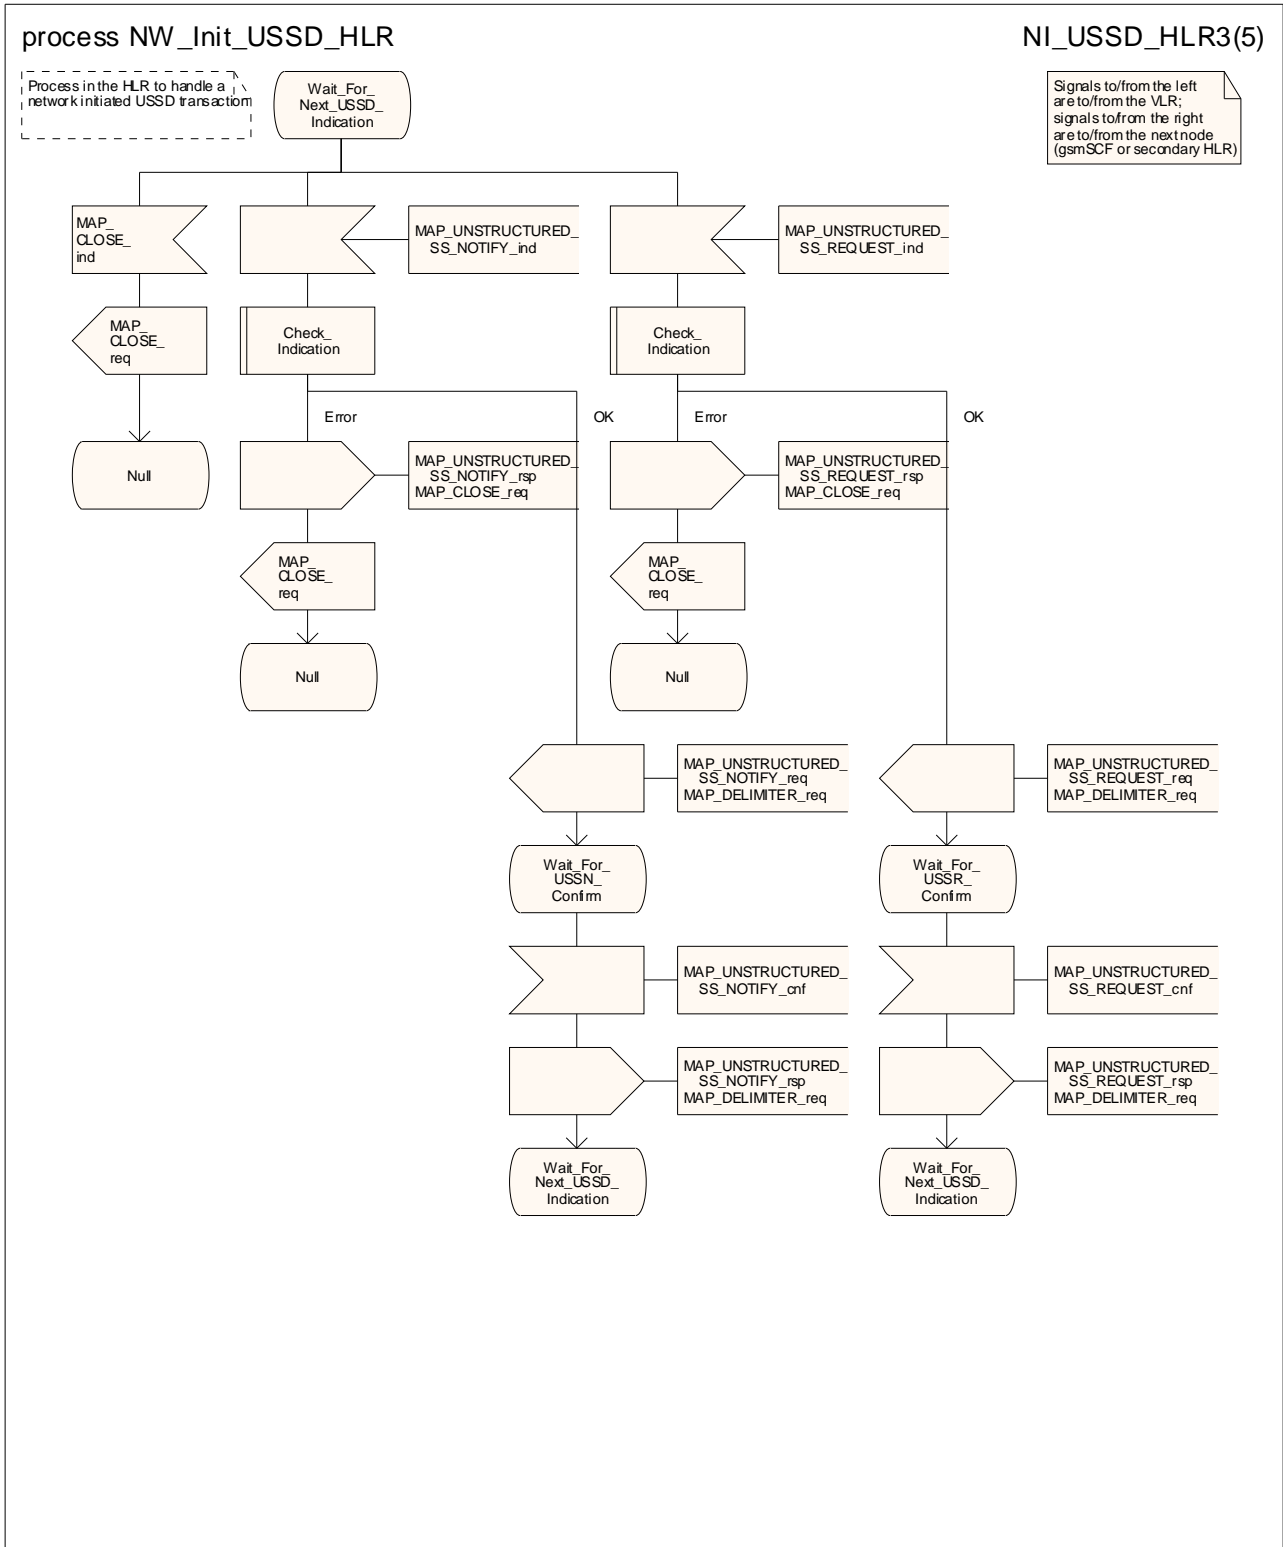 process NW_Init_USSD_HLR
NI_USSD_HLR3(5)
Process in the HLR to handle a
network initiated USSD transaction
Wait_For_
Next_USSD_
Indication
Signals to/from the left
are to/from the VLR;
signals to/from the right
are to/from the next node
(gsmSCF or secondary HLR)
MAP_
CLOSE_
ind
MAP_UNSTRUCTURED_
SS_NOTIFY_ind
MAP_UNSTRUCTURED_
SS_REQUEST_ind
MAP_
CLOSE_
req
Check_
Indication
Check_
Indication
Error
OK
Error
OK
Null
MAP_UNSTRUCTURED_
SS_NOTIFY_rsp
MAP_CLOSE_req
MAP_UNSTRUCTURED_
SS_REQUEST_rsp
MAP_CLOSE_req
MAP_
CLOSE_
req
MAP_
CLOSE_
req
Null
Null
MAP_UNSTRUCTURED_
SS_NOTIFY_req
MAP_DELIMITER_req
MAP_UNSTRUCTURED_
SS_REQUEST_req
MAP_DELIMITER_req
Wait_For_
USSN_
Confirm
Wait_For_
USSR_
Confirm
MAP_UNSTRUCTURED_
SS_NOTIFY_cnf
MAP_UNSTRUCTURED_
SS_REQUEST_cnf
MAP_UNSTRUCTURED_
SS_NOTIFY_rsp
MAP_DELIMITER_req
MAP_UNSTRUCTURED_
SS_REQUEST_rsp
MAP_DELIMITER_req
Wait_For_
Next_USSD_
Indication
Wait_For_
Next_USSD_
Indication